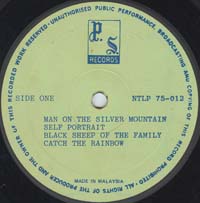 UNAUTHORISED PUBLIC PERFORMANCE, BROADCASTING AND COPYING OF THIS RECORD PROHIBITED - ALL RIGHTS OF THE PRODUCER AND THE OWNER OF THIS RECORDED WORK RESERVED -
P. S.
RECORDS
SIDE ONE
NTLP 75-012
MAN ON THE SILVER MOUNTAIN
SELF PORTRAIT
BLACK SHEEP OF THE FAMILY
CATCH THE RAINBOW
MADE IN MALAYSIA